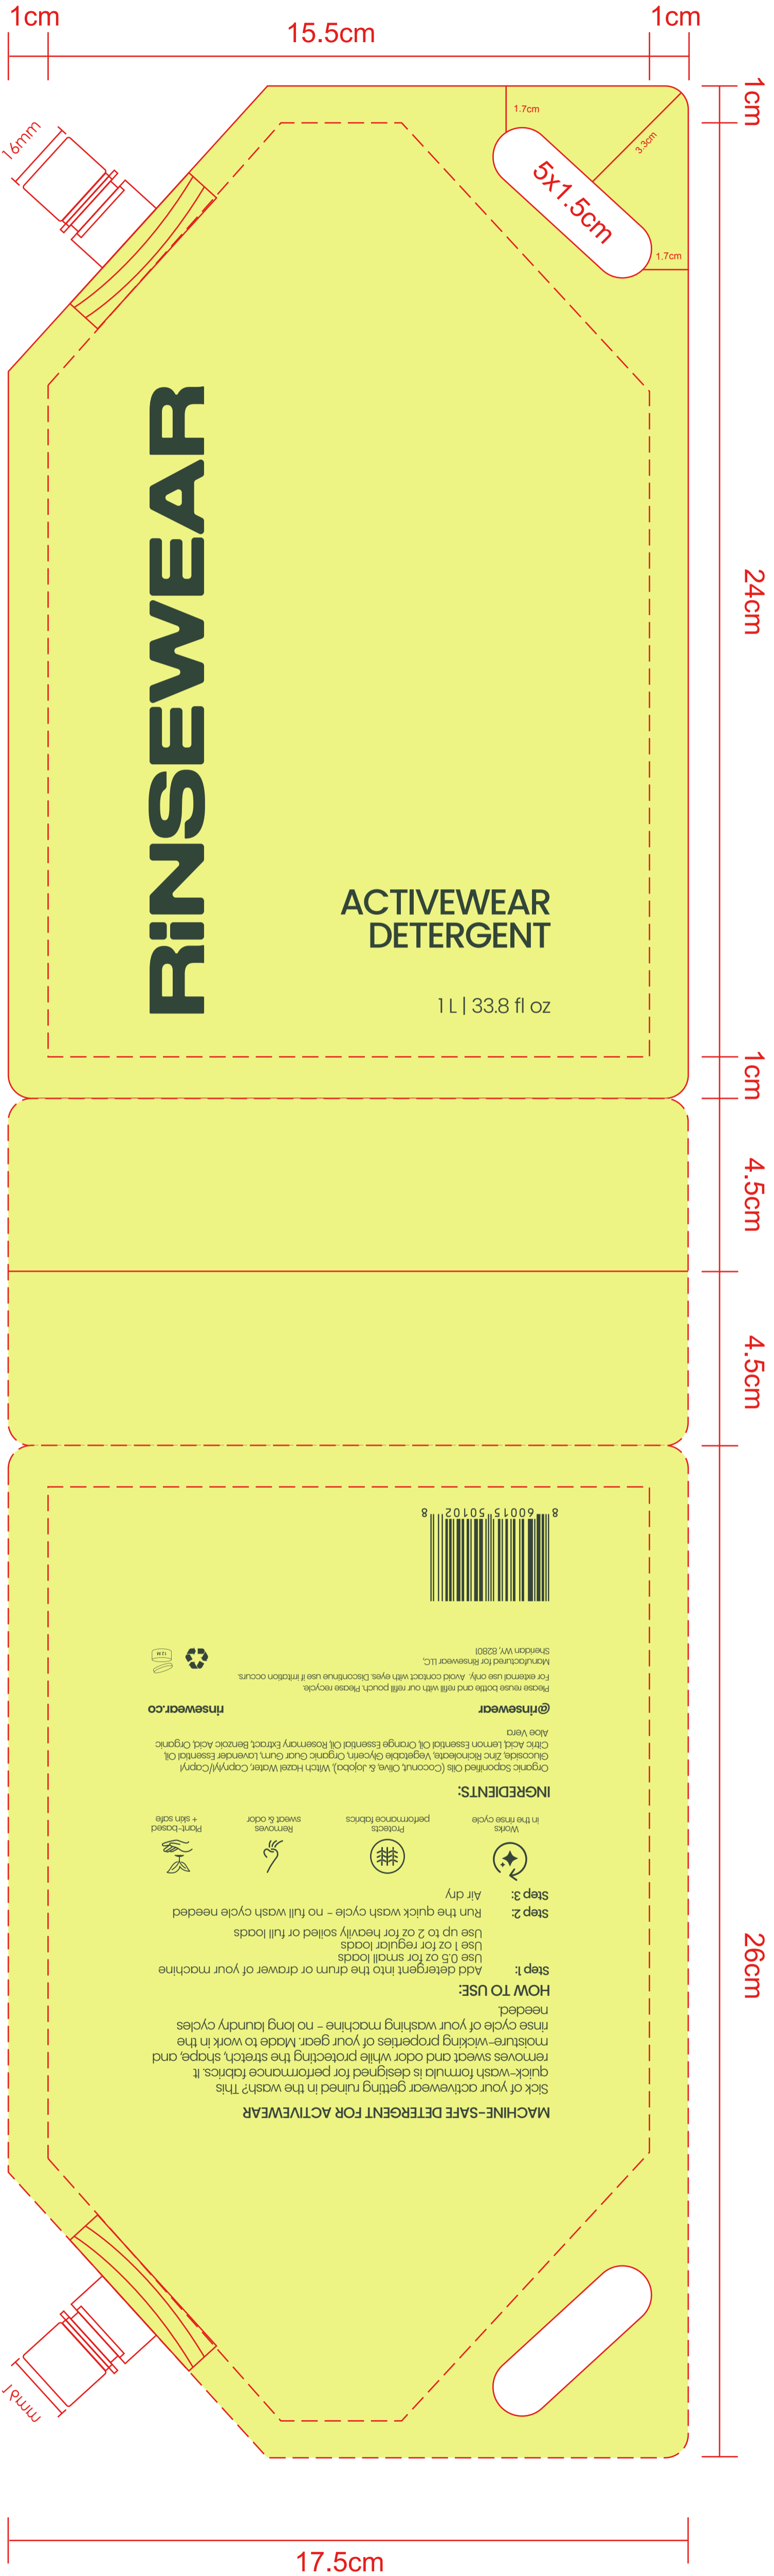 1cm
15.5cm
1cm
1cm
16mm
1.7cm
3.3cm
5x1.5cm
1.7cm
RiNSEWEAR
24cm
ACTIVEWEAR
DETERGENT
1 L | 33.8 fl oz
1cm
4.5cm
4.5cm
26cm
MACHINE-SAFE DETERGENT FOR ACTIVEWEAR
Sick of your activewear getting ruined in the wash? This
quick-wash formula is designed for performance fabrics. It
removes sweat and odor while protecting the stretch, shape, and
moisture-wicking properties of your gear. Made to work in the
rinse cycle of your washing machine - no long laundry cycles
needed.
HOW TO USE:
Step 1: Add detergent into the drum or drawer of your machine
Use 0.5 oz for small loads
Use 1 oz for regular loads
Use up to 2 oz for heavily soiled or full loads
Step 2: Run the quick wash cycle - no full wash cycle needed
Step 3: Air dry
Works
in the rinse cycle
Protects
performance fabrics
Removes
sweat & odor
Plant-based
+ skin safe
INGREDIENTS:
Organic Saponified Oils (Coconut, Olive, & Jojoba), Witch Hazel Water, Caprylyl/Capryl
Glucoside, Zinc Ricinoleate, Vegetable Glycerin, Organic Guar Gum, Lavender Essential Oil,
Citric Acid, Lemon Essential Oil, Orange Essential Oil, Rosemary Extract, Benzoic Acid, Organic
Aloe Vera
@rinsewear rinsewear.co
Please reuse bottle and refill with our refill pouch. Please recycle.
For external use only. Avoid contact with eyes. Discontinue use if irritation occurs.
Manufactured for Rinsewear LLC,
Sheridan WY, 82801
8 60015 50102 8
16mm
17.5cm